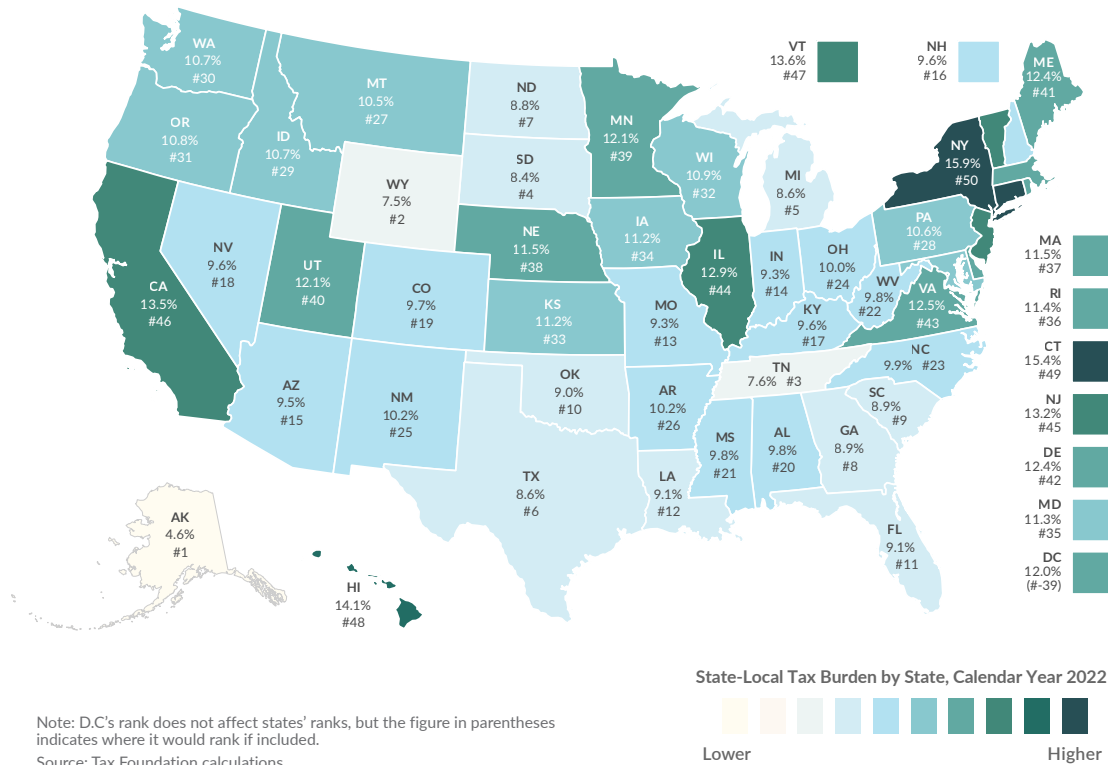 WA
10.7%
#30
MT
10.5%
#27
ND
8.8%
#7
MN
12.1%
#39
VT
13.6%
#47
NH
9.6%
#16
ME
12.4%
#41
OR
10.8%
#31
ID
10.7%
#29
WY
7.5%
#2
SD
8.4%
#4
WI
10.9%
#32
MI
8.6%
#5
NY
15.9%
#50
CA
13.5%
#46
NV
9.6%
#18
UT
12.1%
#40
CO
9.7%
#19
NE
11.5%
#38
IA
11.2%
#34
KS
11.2%
#33
MO
9.3%
#13
IL
12.9%
#44
IN
9.3%
#14
OH
10.0%
#24
PA
10.6%
#28
WV
9.8%
#22
VA
12.5%
#43
KY
9.6%
#17
NC
9.9% #23
TN
7.6% #3
SC
8.9%
#9
AZ
9.5%
#15
NM
10.2%
#25
OK
9.0%
#10
AR
10.2%
#26
TX
8.6%
#6
LA
9.1%
#12
MS
9.8%
#21
AL
9.8%
#20
GA
8.9%
#8
FL
9.1%
#11
MA
11.5%
#37
RI
11.4%
#36
CT
15.4%
#49
NJ
13.2%
#45
DE
12.4%
#42
MD
11.3%
#35
DC
12.0%
(#-39)
AK
4.6%
#1
HI
14.1%
#48
State-Local Tax Burden by State, Calendar Year 2022
Lower
Higher
Note: D.C's rank does not affect states' ranks, but the figure in parentheses
indicates where it would rank if included.
Source: Tax Foundation calculations